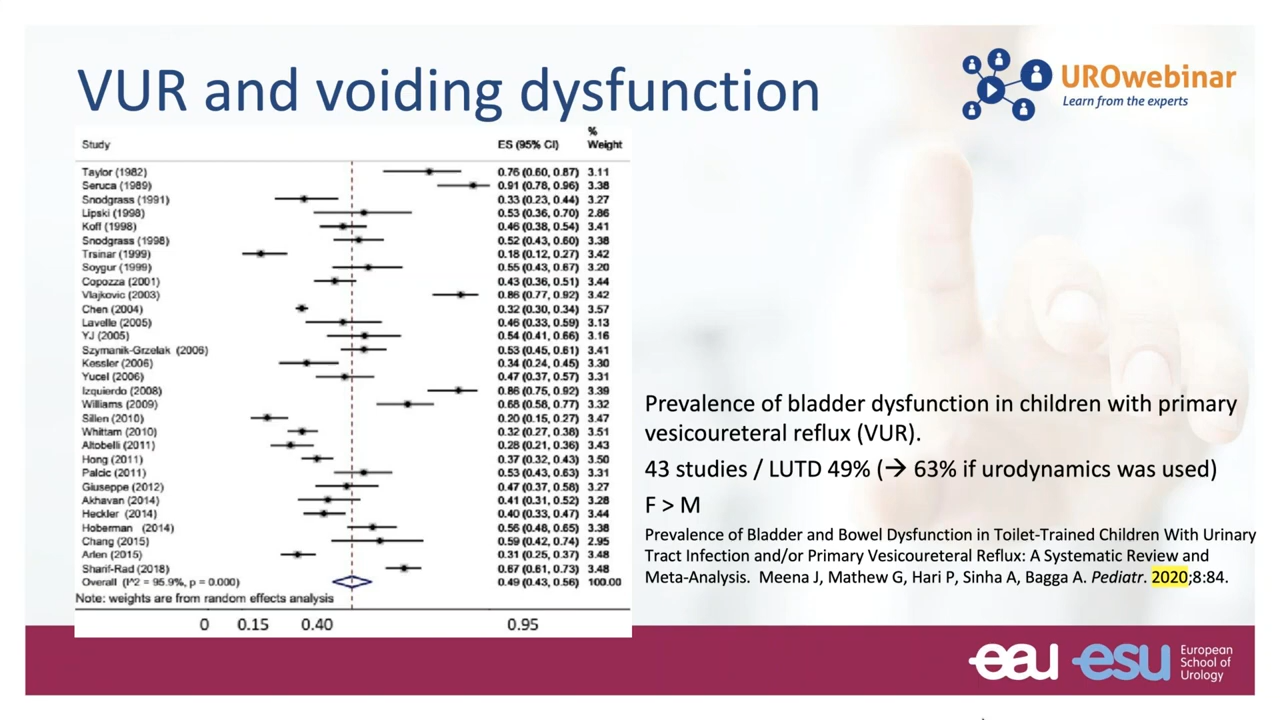 VUR and voiding dysfunction
UROwebinar
Learn from the experts
%
Study ES (95% CI) Weight
Taylor (1982) 0.76 (0.60, 0.87) 3.11
Seruca (1989) 0.91 (0.78, 0.96) 3.38
Snodgrass (1991) 0.33 (0.23, 0.44) 3.27
Lipski (1998) 0.53 (0.36, 0.70) 2.86
Koff (1998) 0.46 (0.38, 0.54) 3.41
Snodgrass (1998) 0.52 (0.43, 0.60) 3.38
Trsinar (1999) 0.18 (0.12, 0.27) 3.42
Soygur (1999) 0.55 (0.43, 0.67) 3.20
Copozza (2001) 0.43 (0.36, 0.51) 3.44
Vlajkovic (2003) 0.86 (0.77, 0.92) 3.42
Chen (2004) 0.32 (0.30, 0.34) 3.57
Lavelle (2005) 0.46 (0.33, 0.59) 3.13
YJ (2005) 0.54 (0.41, 0.66) 3.16
Szymanik-Grzelak (2006) 0.53 (0.45, 0.61) 3.41
Kessler (2006) 0.34 (0.24, 0.45) 3.30
Yucel (2006) 0.47 (0.37, 0.57) 3.31
Izquierdo (2008) 0.86 (0.75, 0.92) 3.39
Williams (2009) 0.68 (0.58, 0.77) 3.32
Sillen (2010) 0.20 (0.15, 0.27) 3.47
Whittam (2010) 0.32 (0.27, 0.38) 3.51
Altobelli (2011) 0.28 (0.21, 0.36) 3.43
Hong (2011) 0.37 (0.32, 0.43) 3.50
Palcic (2011) 0.53 (0.43, 0.63) 3.31
Giuseppe (2012) 0.47 (0.37, 0.58) 3.27
Akhavan (2014) 0.41 (0.31, 0.52) 3.28
Heckler (2014) 0.40 (0.33, 0.47) 3.44
Hoberman (2014) 0.56 (0.48, 0.65) 3.38
Chang (2015) 0.59 (0.42, 0.74) 2.95
Arlen (2015) 0.31 (0.25, 0.37) 3.48
Sharif-Rad (2018) 0.67 (0.61, 0.73) 3.48
Overall (I^2 = 95.9%, p = 0.000) 0.49 (0.43, 0.56) 100.00
Note: weights are from random effects analysis
0 0.15 0.40 0.95
Prevalence of bladder dysfunction in children with primary
vesicoureteral reflux (VUR).
43 studies / LUTD 49% (→ 63% if urodynamics was used)
F > M
Prevalence of Bladder and Bowel Dysfunction in Toilet-Trained Children With Urinary
Tract Infection and/or Primary Vesicoureteral Reflux: A Systematic Review and
Meta-Analysis. Meena J, Mathew G, Hari P, Sinha A, Bagga A. Pediatr. 2020;8:84.
eau esu
European
School of
Urology